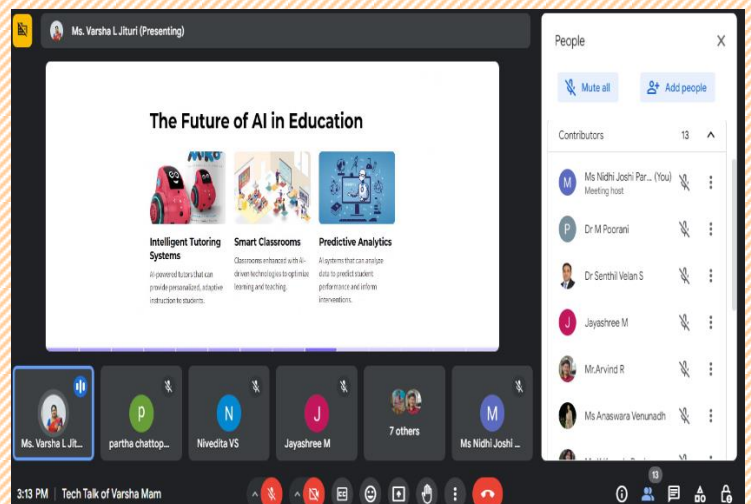 Ms. Varsha L Jituri (Presenting)
The Future of AI in Education
MIKO
Intelligent Tutoring
Systems
AI-powered tutors that can
provide personalized, adaptive
instruction to students.
Smart Classrooms
Classrooms enhanced with AI-
driven technologies to optimize
learning and teaching.
Predictive Analytics
AI systems that can analyze
data to predict student
performance and inform
interventions.
Ms. Varsha L Jit...
P
partha chattop...
N
Nivedita VS
J
Jayashree M
7 others
M
Ms Nidhi Joshi ...
3:13 PM | Tech Talk of Varsha Mam
People
Mute all
Add people
Contributors 13
M
Ms Nidhi Joshi Par... (You)
Meeting host
P
Dr M Poorani
Dr Senthil Velan S
J
Jayashree M
Mr.Arvind R
Ms Anaswara Venunadh
13